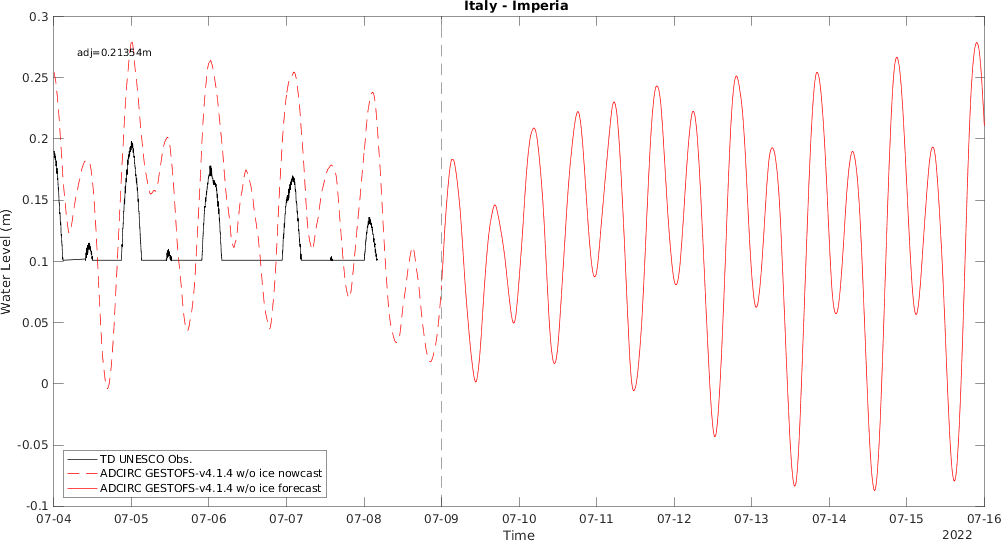 Italy - Imperia
0.3
0.25
0.2
0.15
0.1
0.05
0
-0.05
-0.1
Water Level (m)
adj=0.21354m
TD UNESCO Obs.
ADCIRC GESTOFS-v4.1.4 w/o ice nowcast
ADCIRC GESTOFS-v4.1.4 w/o ice forecast
07-04 07-05 07-06 07-07 07-08 07-09 07-10 07-11 07-12 07-13 07-14 07-15 07-16
Time
2022